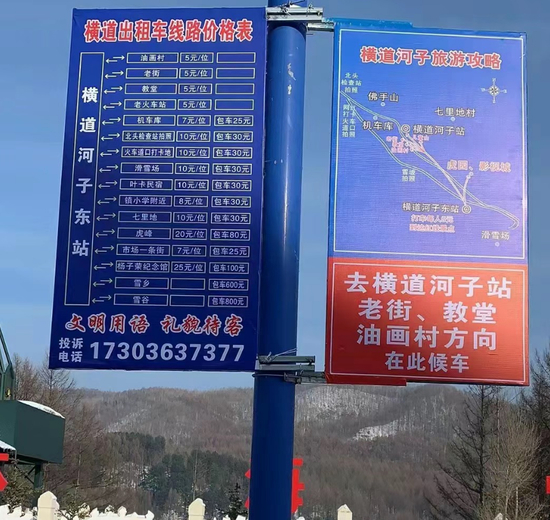 横道出租车线路价格表
横道河子东站
油画村 5元/位
老街 5元/位
教堂 5元/位
老火车站 5元/位
机车库 7元/位 包车25元
北头检查站拍照 10元/位 包车30元
火车道口打卡地 10元/位 包车30元
滑雪场 10元/位 包车30元
叶卡民宿 10元/位 包车30元
镇小学附近 8元/位 包车30元
七里地 10元/位 包车30元
虎峰 20元/位 包车80元
市场一条街 7元/位 包车25元
杨子荣纪念馆 25元/位 包车100元
雪乡 包车600元
雪谷 包车800元
文明用语 礼貌待客
投诉电话 17303637377
横道河子旅游攻略
北头
检查站
拍照
佛手山
七里地村
机车库
横道河子站
虎园
影视城
横道河子东站
滑雪场
去横道河子站
老街、教堂
油画村方向
在此候车